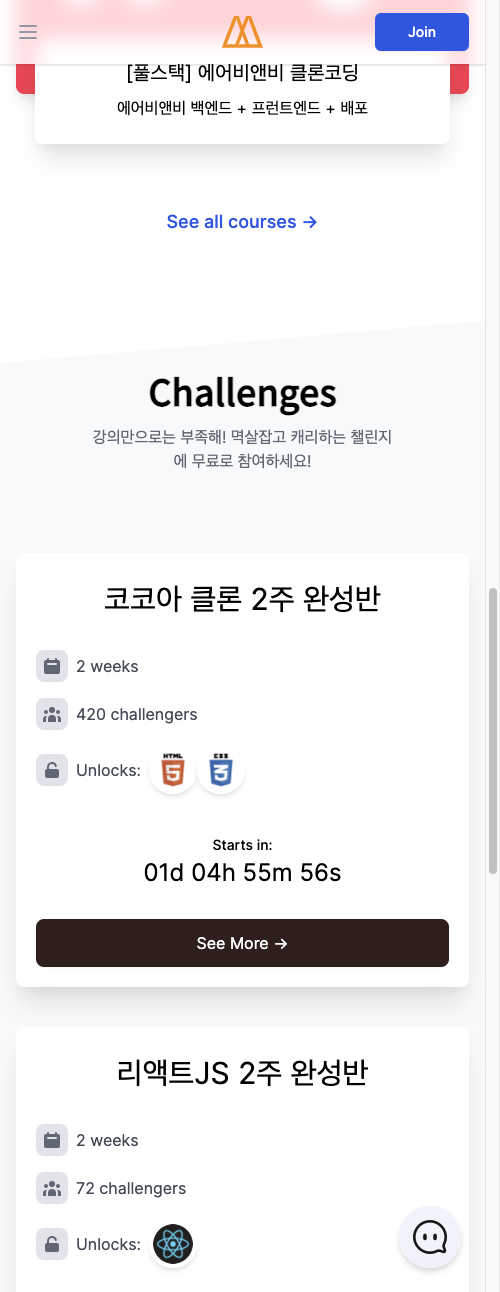 Join
[풀스택] 에어비앤비 클론코딩
에어비앤비 백엔드 + 프런트엔드 + 배포
See all courses →
Challenges
강의만으로는 부족해! 멱살잡고 캐리하는 챌린지
에 무료로 참여하세요!
코코아 클론 2주 완성반
2 weeks
420 challengers
Unlocks: HTML 5 CSS 3
Starts in:
01d 04h 55m 56s
See More →
리액트JS 2주 완성반
2 weeks
72 challengers
Unlocks: